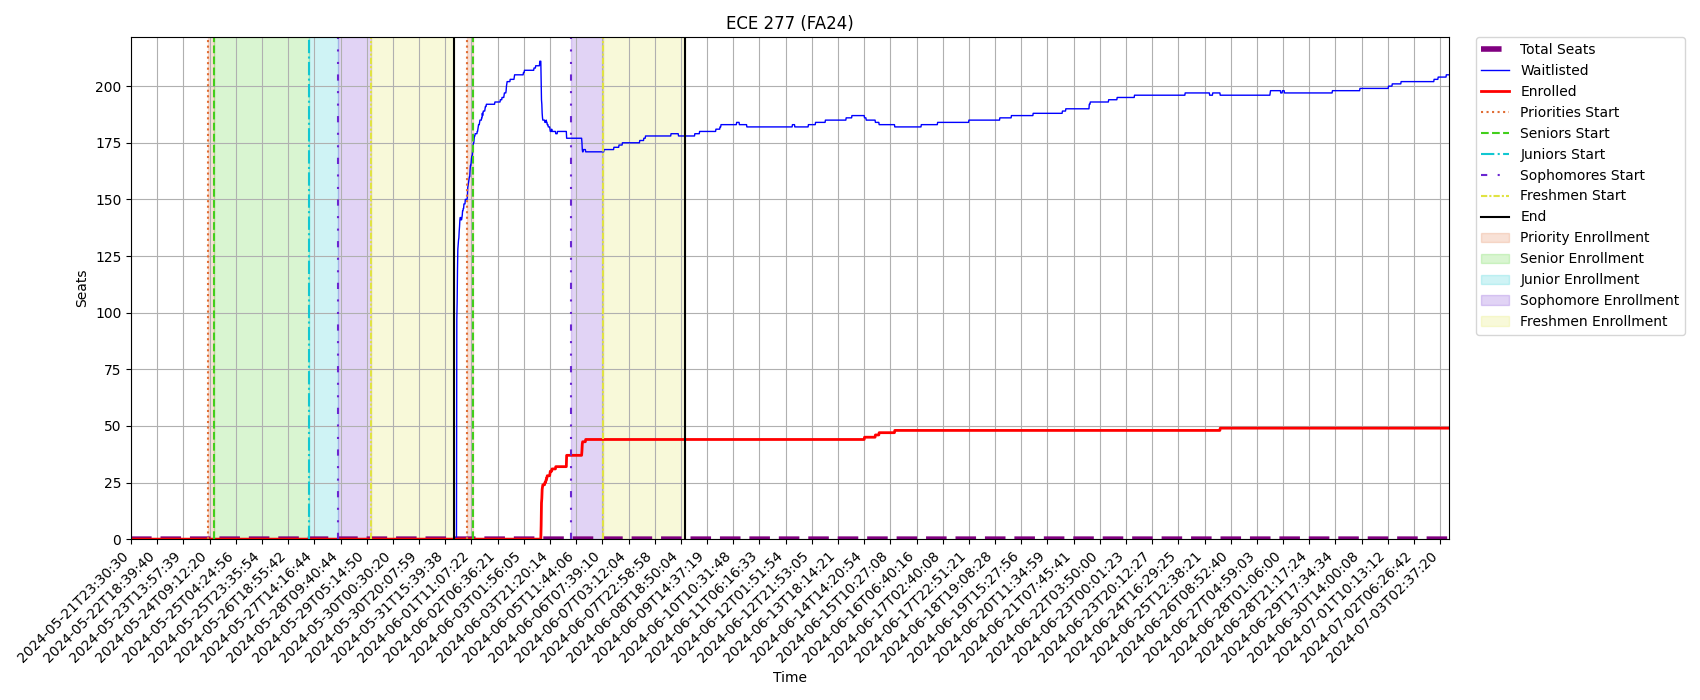 ECE 277 (FA24)
Seats
200
175
150
125
100
75
50
25
0
2024-05-21T23:30:30
2024-05-22T18:39:40
2024-05-23T13:57:39
2024-05-24T09:12:20
2024-05-25T04:24:56
2024-05-25T23:35:54
2024-05-26T18:55:42
2024-05-27T14:16:44
2024-05-28T09:40:44
2024-05-29T05:14:50
2024-05-30T00:30:20
2024-05-30T20:07:59
2024-05-31T15:39:38
2024-06-01T11:07:22
2024-06-02T06:36:21
2024-06-03T01:56:05
2024-06-03T21:20:14
2024-06-05T11:44:06
2024-06-06T07:39:10
2024-06-07T03:12:04
2024-06-07T22:58:58
2024-06-08T18:50:04
2024-06-09T14:37:19
2024-06-10T10:31:48
2024-06-11T06:16:33
2024-06-12T01:51:54
2024-06-12T21:53:05
2024-06-13T18:14:21
2024-06-14T14:20:54
2024-06-15T10:27:08
2024-06-16T06:40:16
2024-06-17T02:40:08
2024-06-17T22:51:21
2024-06-18T19:08:28
2024-06-19T15:27:56
2024-06-20T11:34:59
2024-06-21T07:45:41
2024-06-22T03:50:00
2024-06-23T00:01:23
2024-06-23T20:12:27
2024-06-24T16:29:25
2024-06-25T12:38:21
2024-06-26T08:52:40
2024-06-27T04:59:03
2024-06-28T01:06:00
2024-06-28T21:17:24
2024-06-29T17:34:34
2024-06-30T14:00:08
2024-07-01T10:13:12
2024-07-02T06:26:42
2024-07-03T02:37:20
Time
Total Seats
Waitlisted
Enrolled
Priorities Start
Seniors Start
Juniors Start
Sophomores Start
Freshmen Start
End
Priority Enrollment
Senior Enrollment
Junior Enrollment
Sophomore Enrollment
Freshmen Enrollment